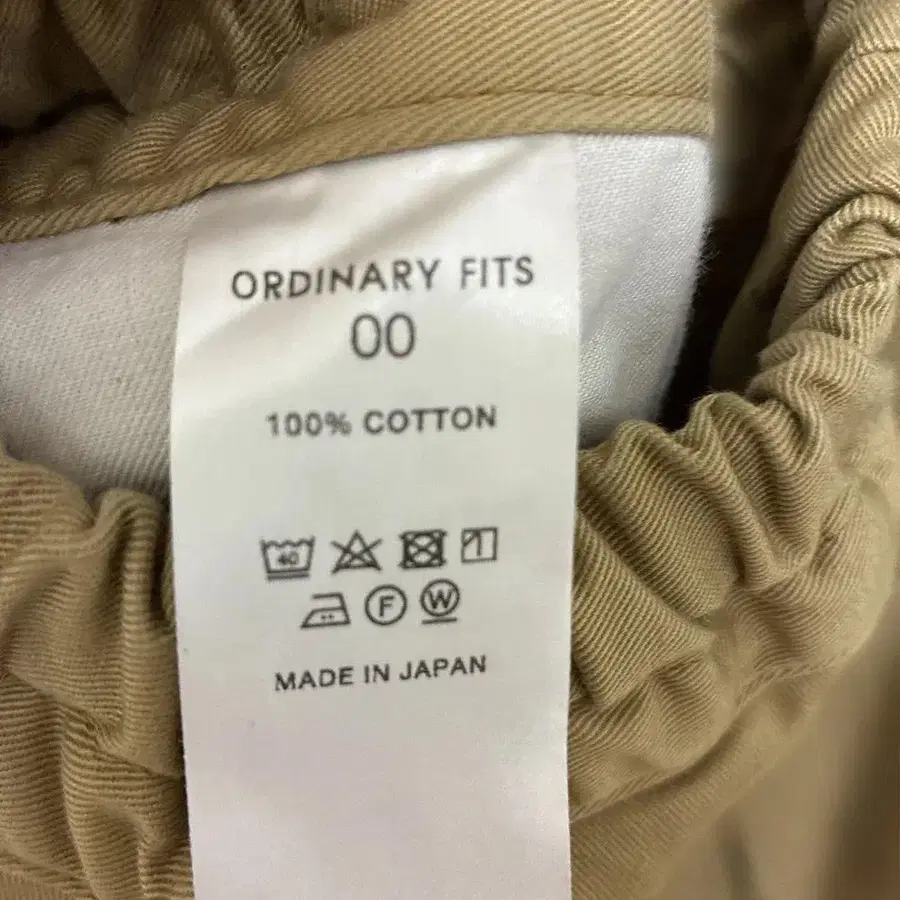 ORDINARY FITS
00
100% COTTON
40
F W
MADE IN JAPAN